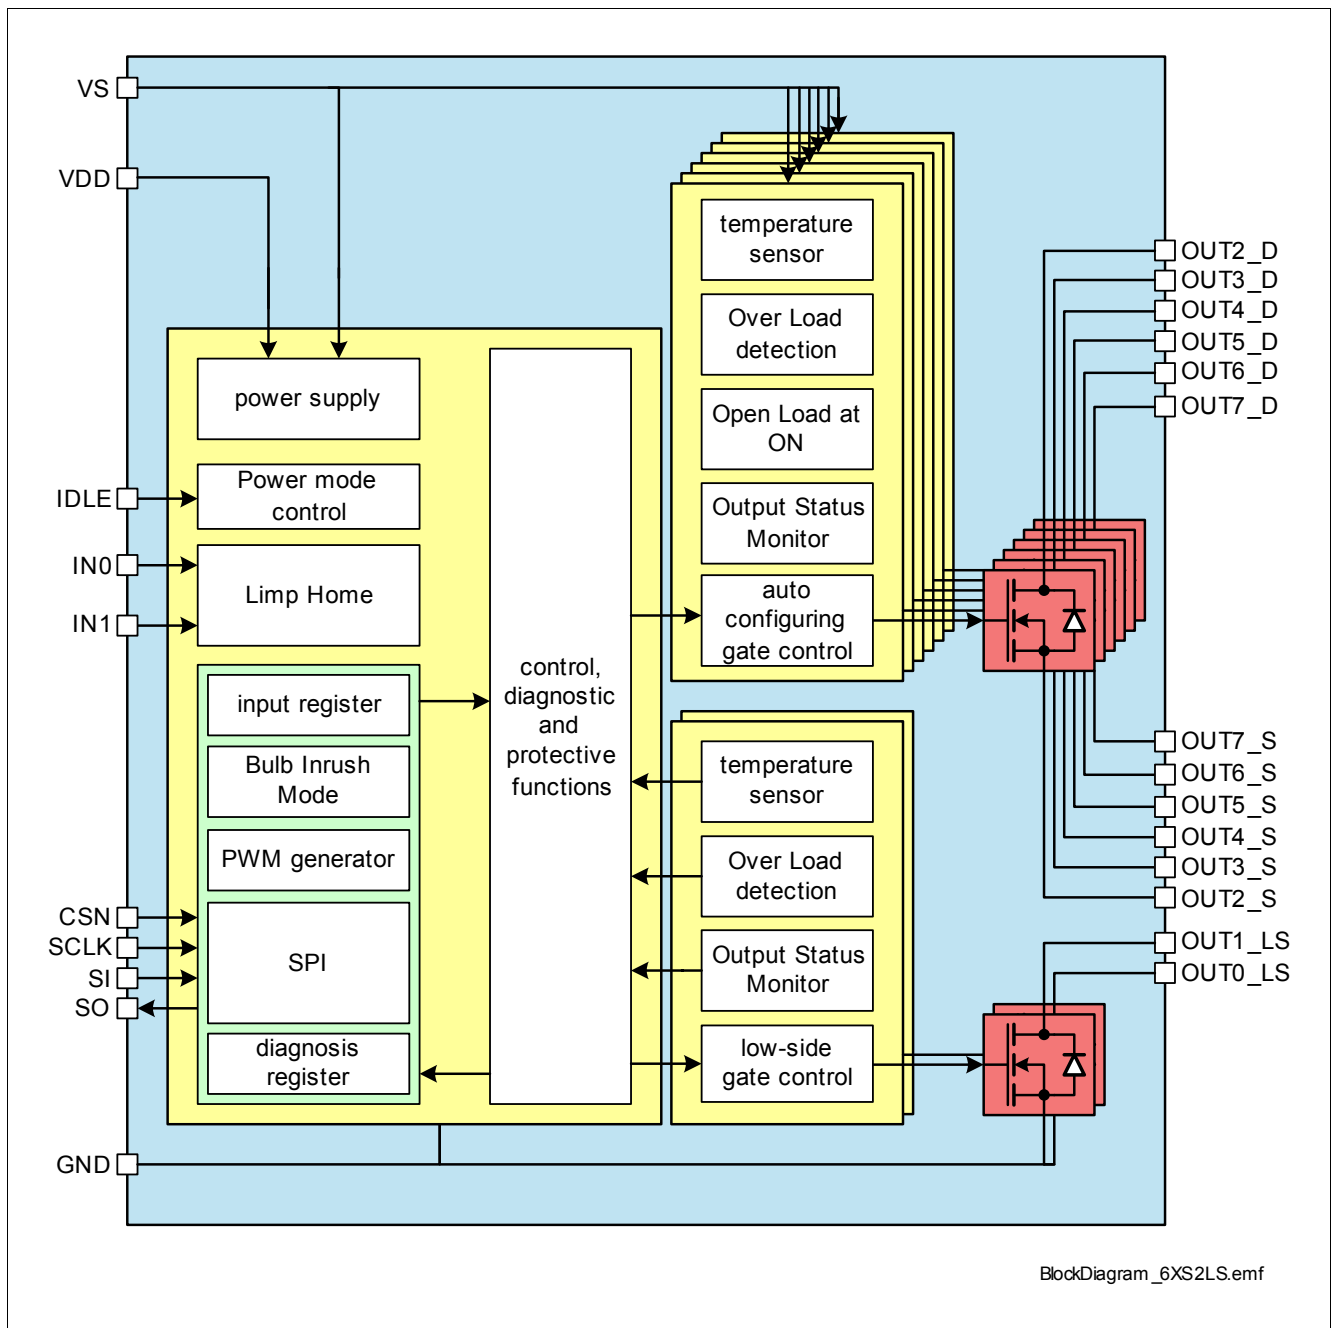 VS
VDD
IDLE
IN0
IN1
CSN
SCLK
SI
SO
GND
power supply
Power mode
control
Limp Home
input register
Bulb Inrush
Mode
PWM generator
SPI
diagnosis
register
control,
diagnostic
and
protective
functions
temperature
sensor
Over Load
detection
Open Load at
ON
Output Status
Monitor
auto
configuring
gate control
temperature
sensor
Over Load
detection
Output Status
Monitor
low-side
gate control
OUT2_D
OUT3_D
OUT4_D
OUT5_D
OUT6_D
OUT7_D
OUT7_S
OUT6_S
OUT5_S
OUT4_S
OUT3_S
OUT2_S
OUT1_LS
OUT0_LS
BlockDiagram_6XS2LS.emf